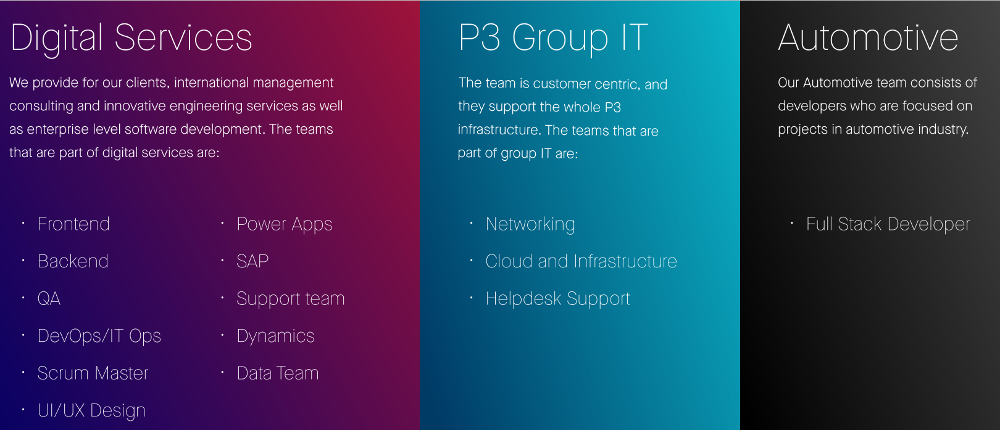 Digital Services
We provide for our clients, international management
consulting and innovative engineering services as well
as enterprise level software development. The teams
that are part of digital services are:
· Frontend
· Backend
· QA
· DevOps/IT Ops
· Scrum Master
· UI/UX Design
· Power Apps
· SAP
· Support team
· Dynamics
· Data Team
P3 Group IT
The team is customer centric, and
they support the whole P3
infrastructure. The teams that are
part of group IT are:
· Networking
· Cloud and Infrastructure
· Helpdesk Support
Automotive
Our Automotive team consists of
developers who are focused on
projects in automotive industry.
· Full Stack Developer